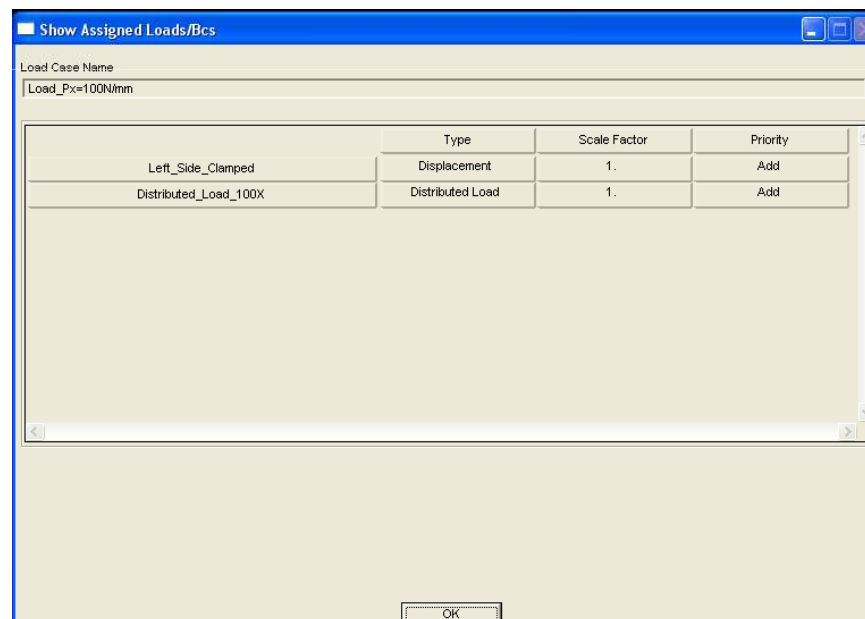 Show Assigned Loads/Bcs
Load Case Name
Load_Px=100N/mm
Type Scale Factor Priority
Left_Side_Clamped Displacement 1. Add
Distributed_Load_100X Distributed Load 1. Add
OK